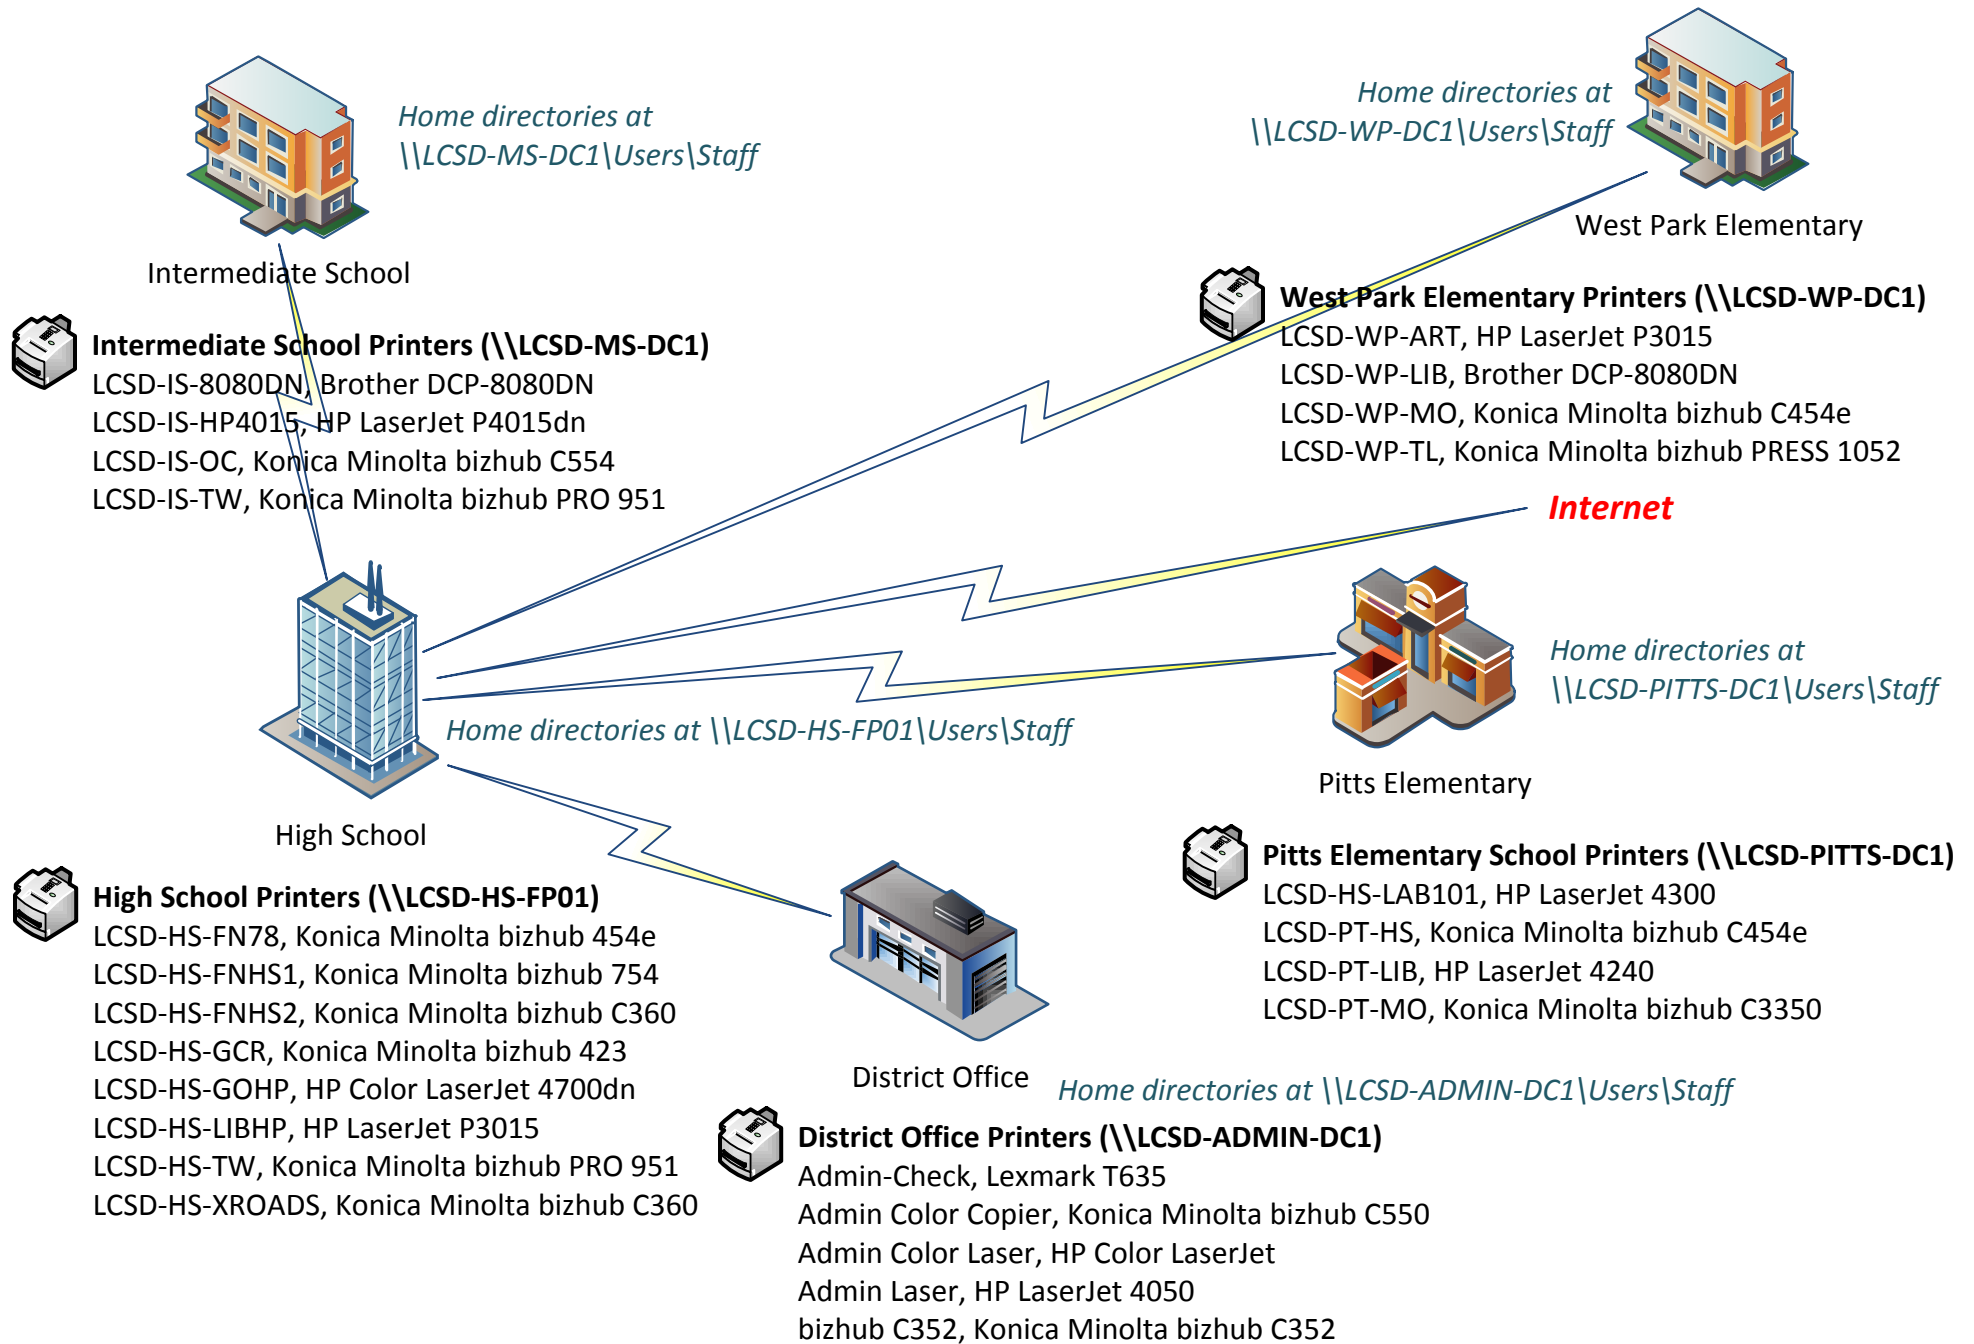 Home directories at
\\LCSD-MS-DC1\Users\Staff
Intermediate School
Intermediate School Printers (\\LCSD-MS-DC1)
LCSD-IS-8080DN, Brother DCP-8080DN
LCSD-IS-HP4015, HP LaserJet P4015dn
LCSD-IS-OC, Konica Minolta bizhub C554
LCSD-IS-TW, Konica Minolta bizhub PRO 951
Home directories at
\\LCSD-WP-DC1\Users\Staff
West Park Elementary
West Park Elementary Printers (\\LCSD-WP-DC1)
LCSD-WP-ART, HP LaserJet P3015
LCSD-WP-LIB, Brother DCP-8080DN
LCSD-WP-MO, Konica Minolta bizhub C454e
LCSD-WP-TL, Konica Minolta bizhub PRESS 1052
Internet
Home directories at
\\LCSD-PITTS-DC1\Users\Staff
Pitts Elementary
Pitts Elementary School Printers (\\LCSD-PITTS-DC1)
LCSD-HS-LAB101, HP LaserJet 4300
LCSD-PT-HS, Konica Minolta bizhub C454e
LCSD-PT-LIB, HP LaserJet 4240
LCSD-PT-MO, Konica Minolta bizhub C3350
Home directories at \\LCSD-HS-FP01\Users\Staff
High School
High School Printers (\\LCSD-HS-FP01)
LCSD-HS-FN78, Konica Minolta bizhub 454e
LCSD-HS-FNHS1, Konica Minolta bizhub 754
LCSD-HS-FNHS2, Konica Minolta bizhub C360
LCSD-HS-GCR, Konica Minolta bizhub 423
LCSD-HS-GOHP, HP Color LaserJet 4700dn
LCSD-HS-LIBHP, HP LaserJet P3015
LCSD-HS-TW, Konica Minolta bizhub PRO 951
LCSD-HS-XROADS, Konica Minolta bizhub C360
District Office
Home directories at \\LCSD-ADMIN-DC1\Users\Staff
District Office Printers (\\LCSD-ADMIN-DC1)
Admin-Check, Lexmark T635
Admin Color Copier, Konica Minolta bizhub C550
Admin Color Laser, HP Color LaserJet
Admin Laser, HP LaserJet 4050
bizhub C352, Konica Minolta bizhub C352